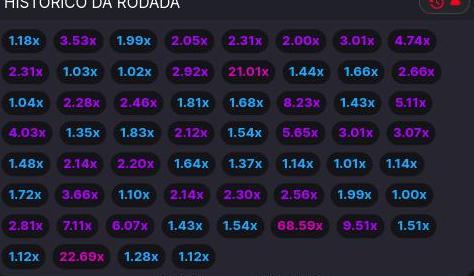 HISTÓRICO DA RODADA
1.18x 3.53x 1.99x 2.05x 2.31x 2.00x 3.01x 4.74x
2.31x 1.03x 1.02x 2.92x 21.01x 1.44x 1.66x 2.66x
1.04x 2.28x 2.46x 1.81x 1.68x 8.23x 1.43x 5.11x
4.03x 1.35x 1.83x 2.12x 1.54x 5.65x 3.01x 3.07x
1.48x 2.14x 2.20x 1.64x 1.37x 1.14x 1.01x 1.14x
1.72x 3.66x 1.10x 2.14x 2.30x 2.56x 1.99x 1.00x
2.81x 7.11x 6.07x 1.43x 1.54x 68.59x 9.51x 1.51x
1.12x 22.69x 1.28x 1.12x